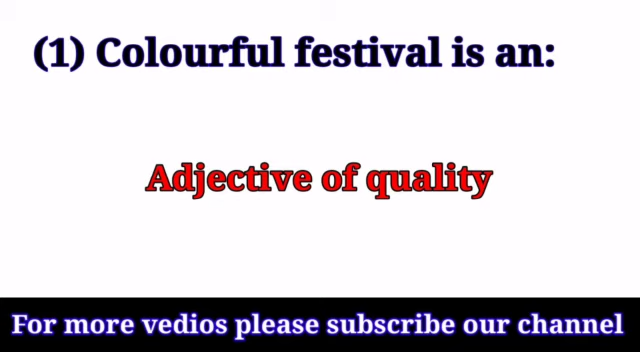 (1) Colourful festival is an:
Adjective of quality
For more vedios please subscribe our channel